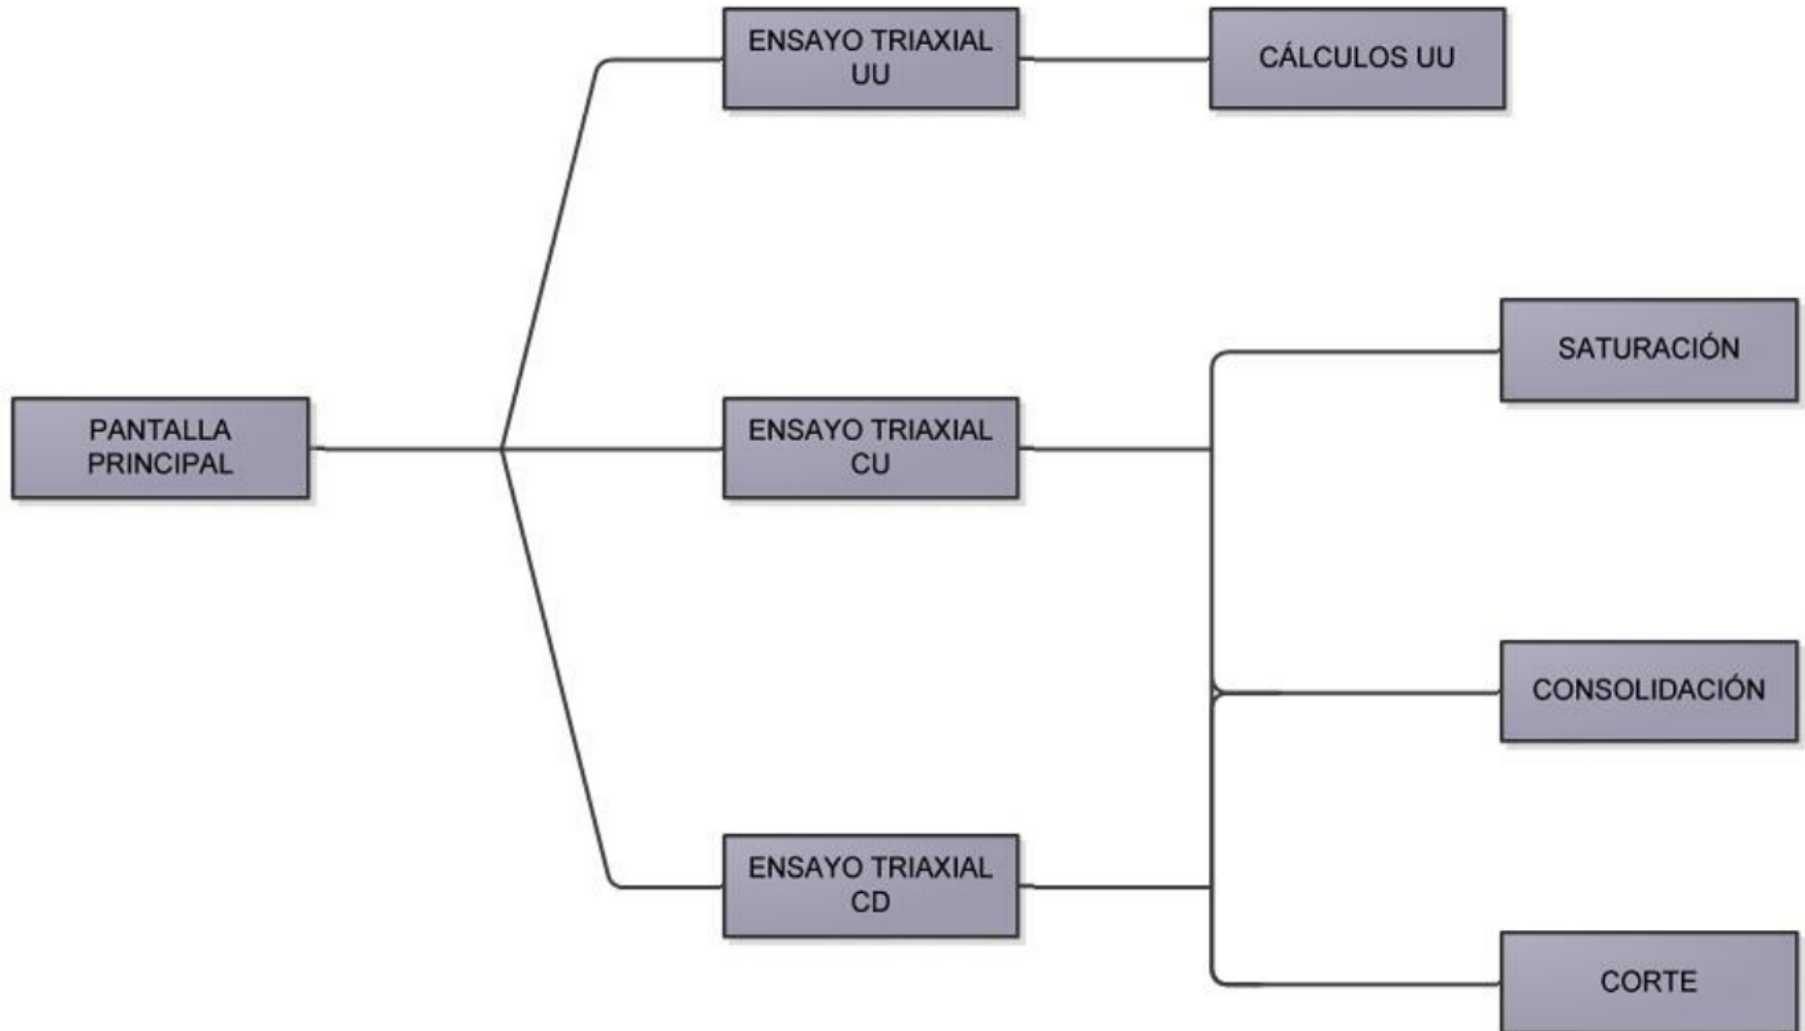 ENSAYO TRIAXIAL
UU
CÁLCULOS UU
SATURACIÓN
PANTALLA
PRINCIPAL
ENSAYO TRIAXIAL
CU
CONSOLIDACIÓN
ENSAYO TRIAXIAL
CD
CORTE